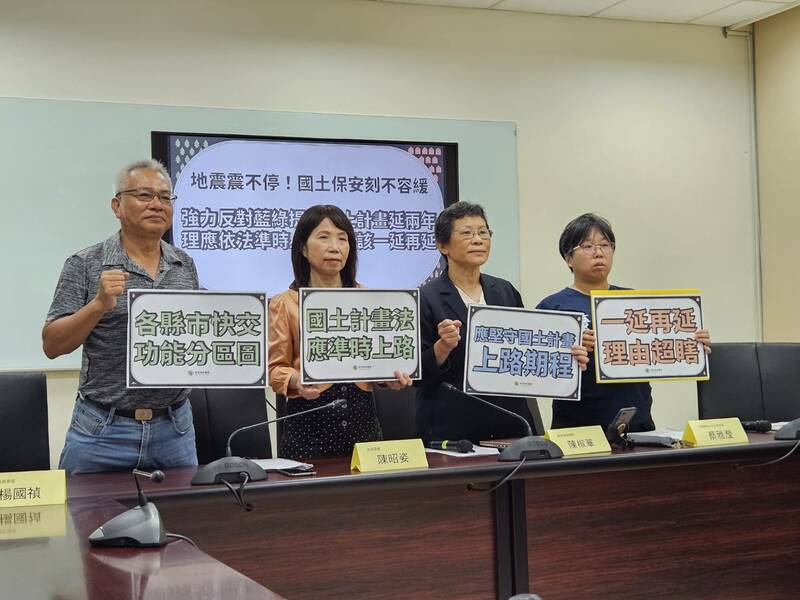 地震震不停！國土保安刻不容緩
強力反對藍綠
土計畫延兩年
理應依法準時
該一延再延
各縣市快交
功能分區圖
國土計畫法
應準時上路
應堅守國土計畫
上路期程
一延再延
理由超瞎
楊國禎
陳昭姿
陳椒華
蔡雅瀅
BOSCH